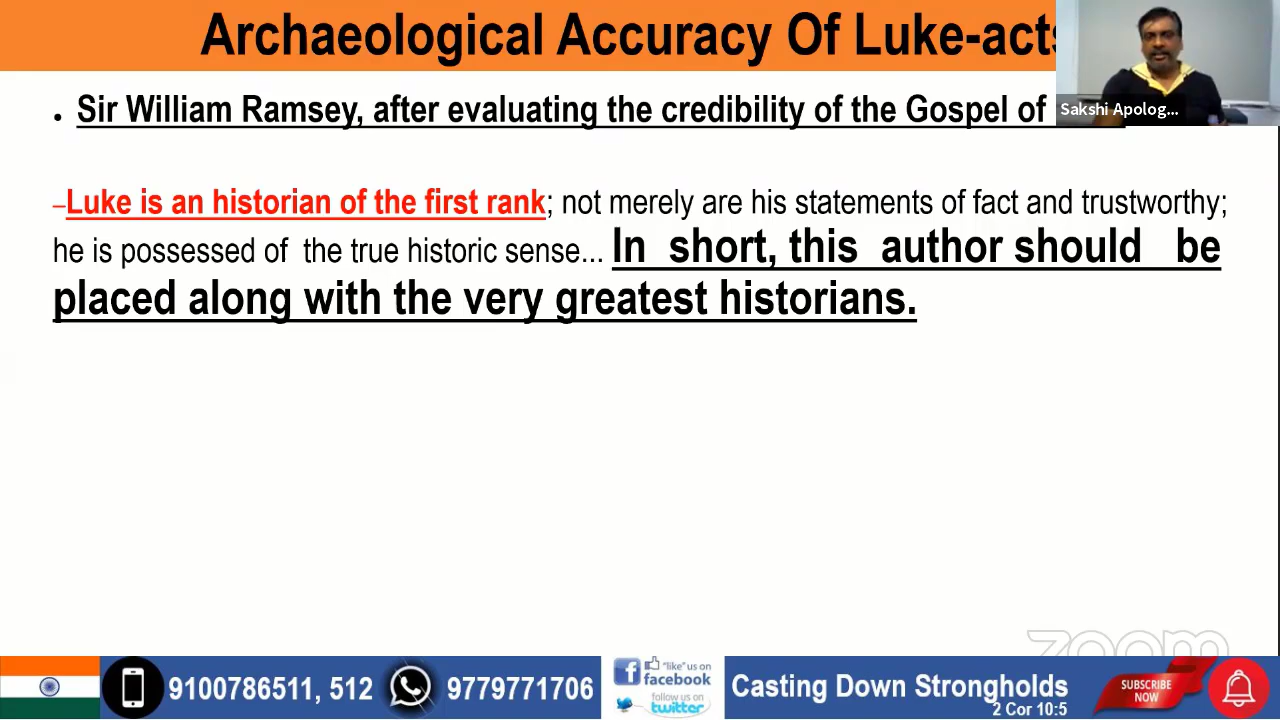 Archaeological Accuracy Of Luke-acts
Sakshi Apolog...
• Sir William Ramsey, after evaluating the credibility of the Gospel of
–Luke is an historian of the first rank; not merely are his statements of fact and trustworthy;
he is possessed of the true historic sense... In short, this author should be
placed along with the very greatest historians.
zoom
9100786511, 512
9779771706
"like" us on
facebook
follow us on
twitter
Casting Down Strongholds
2 Cor 10:5
SUBSCRIBE
NOW